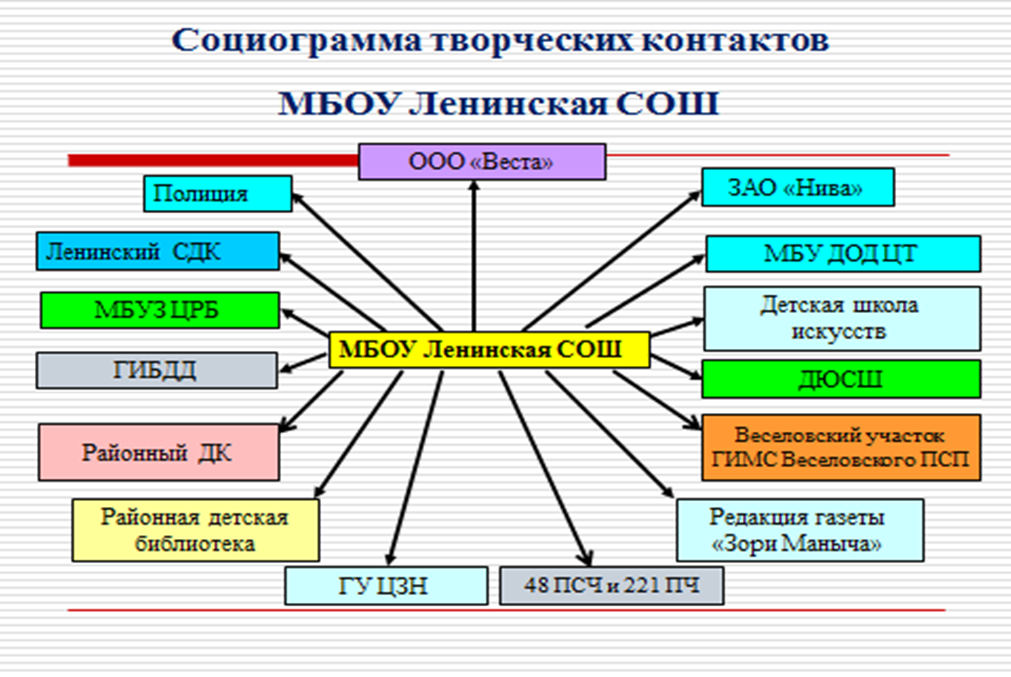 Социограмма творческих контактов
МБОУ Ленинская СОШ
ООО «Веста»
Полиция
ЗАО «Нива»
Ленинский СДК
МБУ ДОД ЦТ
МБУЗ ЦРБ
Детская школа
искусств
МБОУ Ленинская СОШ
ГИБДД
ДЮСШ
Районный ДК
Веселовский участок
ГИМС Веселовского ПСП
Районная детская
библиотека
Редакция газеты
«Зори Маныча»
ГУ ЦЗН
48 ПСЧ и 221 ПЧ